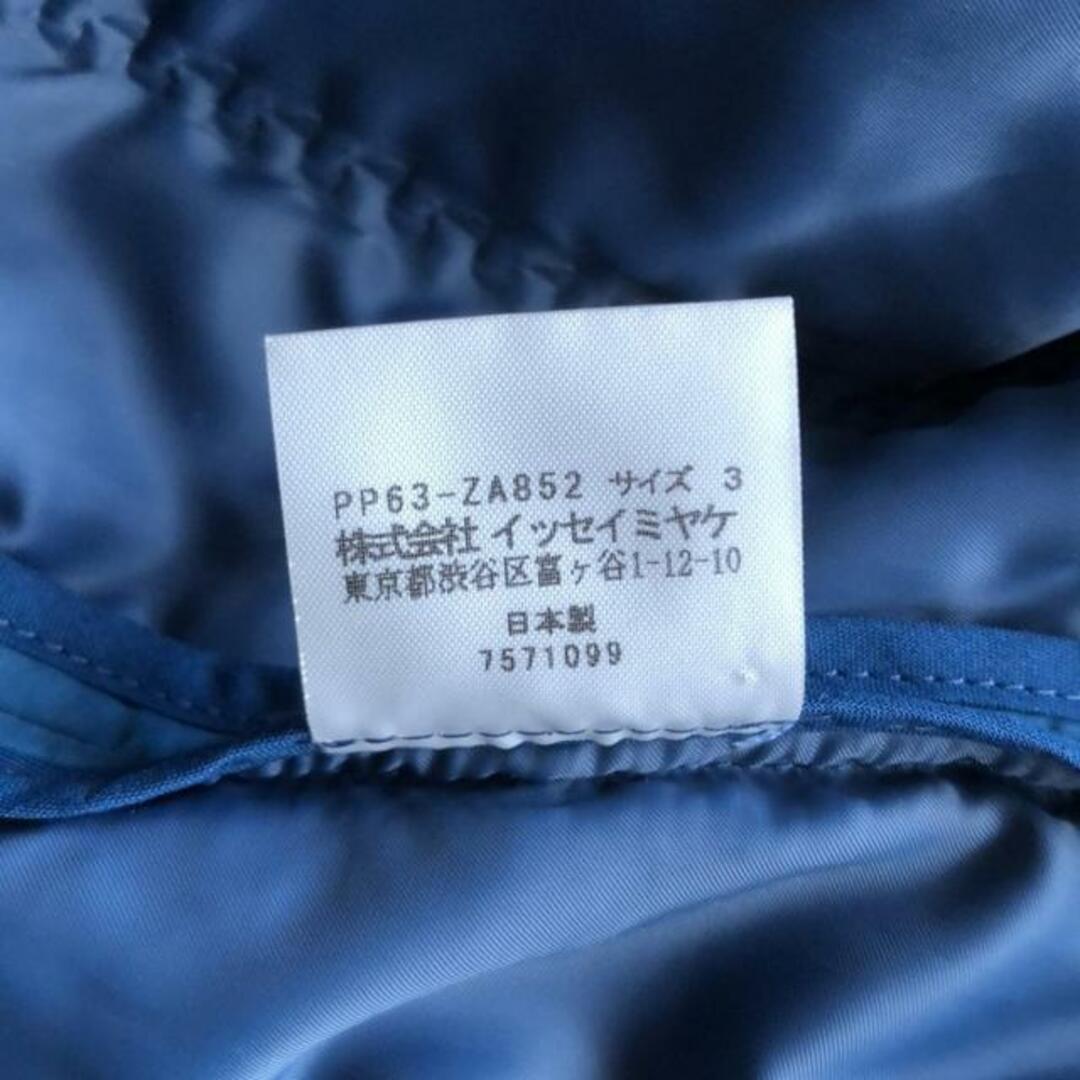 PP63-ZA852 サイズ 3
株式会社 イッセイミヤケ
東京都渋谷区富ヶ谷1-12-10
日本製
7571099